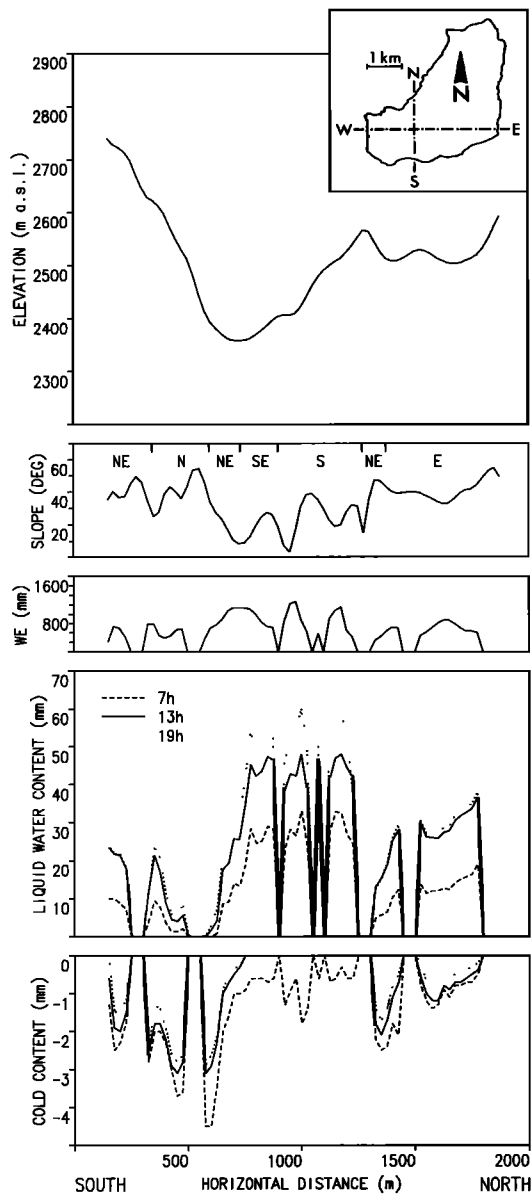 2900
2800
2700
2600
2500
2400
2300
ELEVATION (m a.s.l.)
1 km
N
N
W
E
S
60
40
20
SLOPE (DEG)
NE
N
NE
SE
S
NE
E
1600
800
WE (mm)
70
60
50
40
30
20
10
LIQUID WATER CONTENT (mm)
7h
13h
19h
0
-1
-2
-3
-4
COLD CONTENT (mm)
500
1000
1500
2000
SOUTH
HORIZONTAL DISTANCE (m)
NORTH